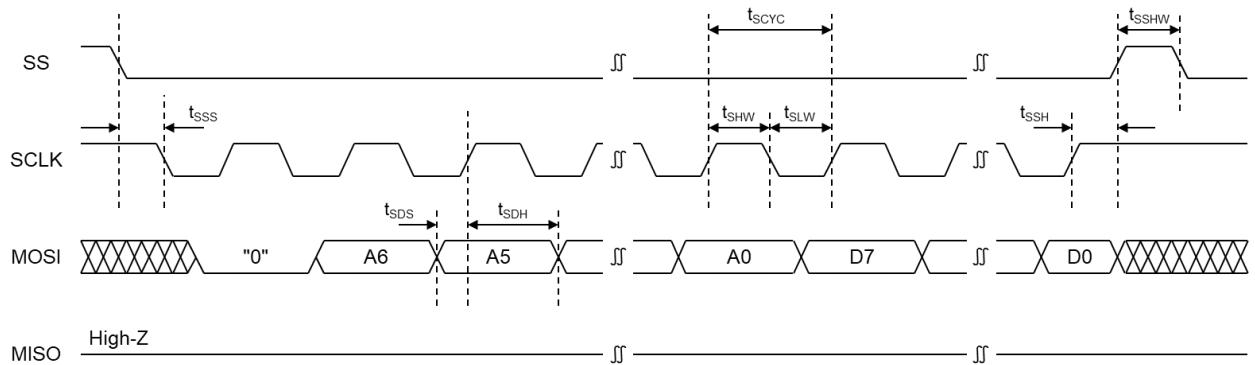 tSCYC
tSSHW
SS
tSSS
tSHW
tSLW
tSSH
SCLK
tSDS
tSDH
MOSI
"0"
A6
A5
A0
D7
D0
High-Z
MISO